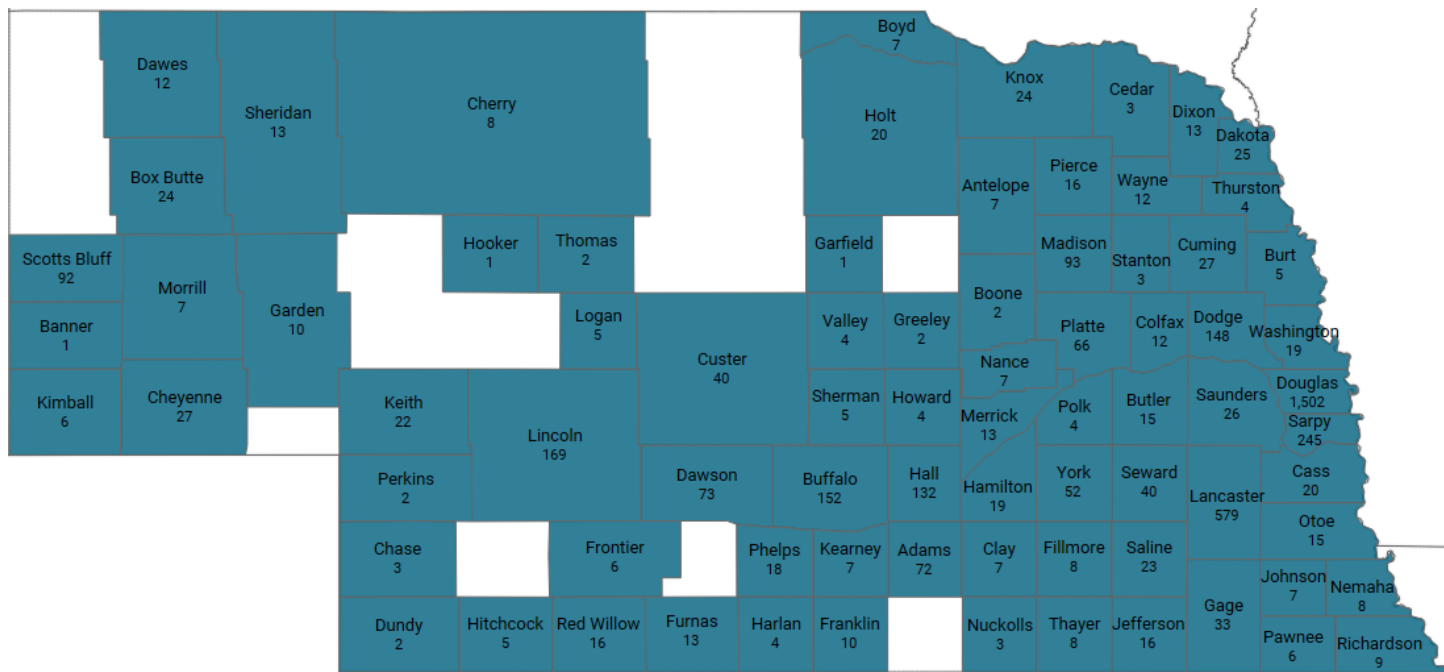 Boyd
7
Dawes
12
Sheridan
13
Cherry
8
Holt
20
Knox
24
Cedar
3
Dixon
13
Dakota
25
Box Butte
24
Antelope
7
Pierce
16
Wayne
12
Thurston
4
Scotts Bluff
92
Morrill
7
Garden
10
Hooker
1
Thomas
2
Garfield
1
Madison
93
Stanton
3
Cuming
27
Burt
5
Banner
1
Logan
5
Custer
40
Valley
4
Greeley
2
Boone
2
Platte
66
Colfax
12
Dodge
148
Washington
19
Nance
7
Kimball
6
Cheyenne
27
Keith
22
Lincoln
169
Sherman
5
Howard
4
Merrick
13
Polk
4
Butler
15
Saunders
26
Douglas
1,502
Sarpy
245
Perkins
2
Dawson
73
Buffalo
152
Hall
132
Hamilton
19
York
52
Seward
40
Lancaster
579
Cass
20
Otoe
15
Chase
3
Frontier
6
Phelps
18
Kearney
7
Adams
72
Clay
7
Fillmore
8
Saline
23
Johnson
7
Nemaha
8
Gage
33
Dundy
2
Hitchcock
5
Red Willow
16
Furnas
13
Harlan
4
Franklin
10
Nuckolls
3
Thayer
8
Jefferson
16
Pawnee
6
Richardson
9